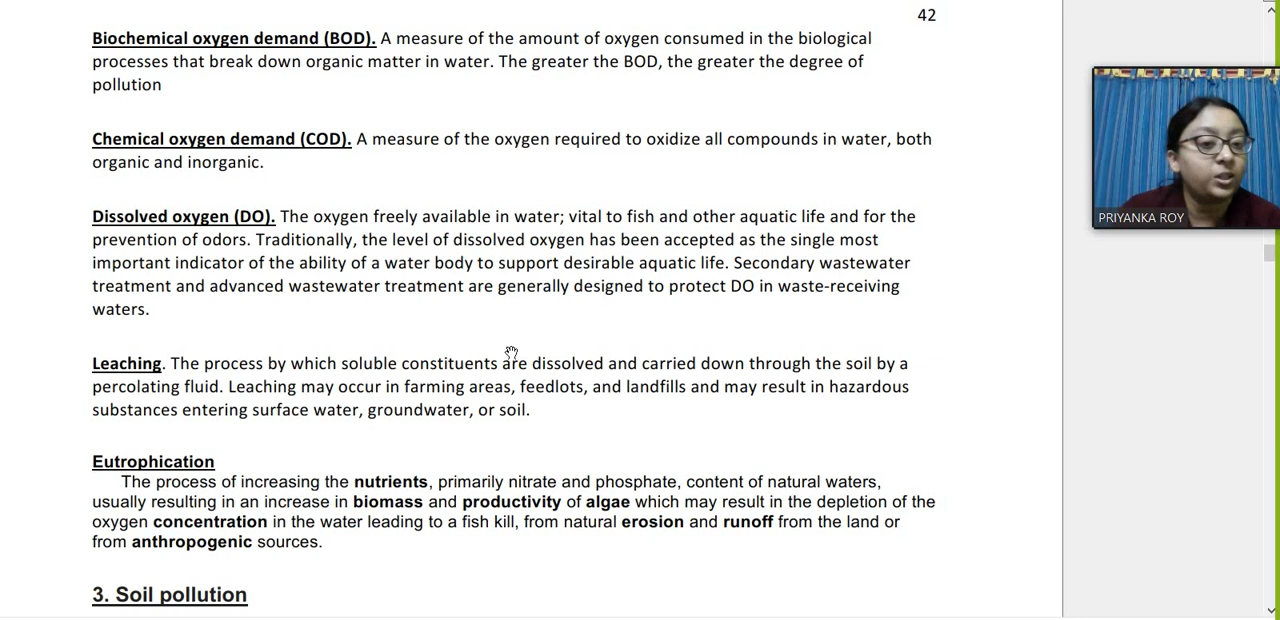 42
Biochemical oxygen demand (BOD). A measure of the amount of oxygen consumed in the biological
processes that break down organic matter in water. The greater the BOD, the greater the degree of
pollution
Chemical oxygen demand (COD). A measure of the oxygen required to oxidize all compounds in water, both
organic and inorganic.
Dissolved oxygen (DO). The oxygen freely available in water; vital to fish and other aquatic life and for the
prevention of odors. Traditionally, the level of dissolved oxygen has been accepted as the single most
important indicator of the ability of a water body to support desirable aquatic life. Secondary wastewater
treatment and advanced wastewater treatment are generally designed to protect DO in waste-receiving
waters.
PRIYANKA ROY
Leaching. The process by which soluble constituents are dissolved and carried down through the soil by a
percolating fluid. Leaching may occur in farming areas, feedlots, and landfills and may result in hazardous
substances entering surface water, groundwater, or soil.
Eutrophication
The process of increasing the nutrients, primarily nitrate and phosphate, content of natural waters,
usually resulting in an increase in biomass and productivity of algae which may result in the depletion of the
oxygen concentration in the water leading to a fish kill, from natural erosion and runoff from the land or
from anthropogenic sources.
3. Soil pollution